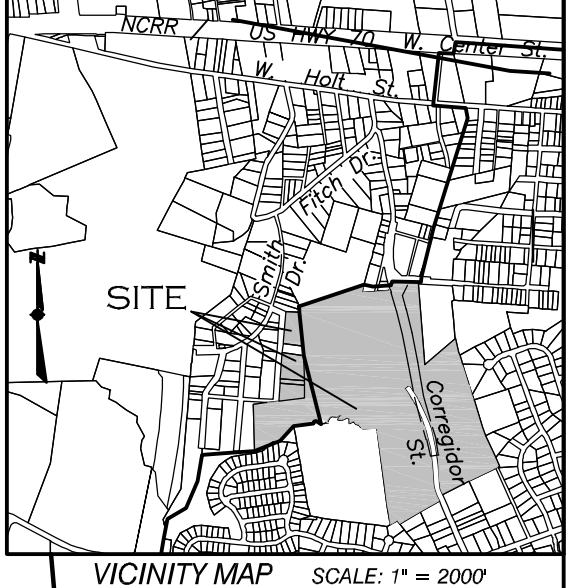 NCRR / US HWY 70 W. Center St.
W. Holt St.
Fitch Dr.
Smith Dr.
SITE
N
Corregidor St.
VICINITY MAP SCALE: 1" = 2000'